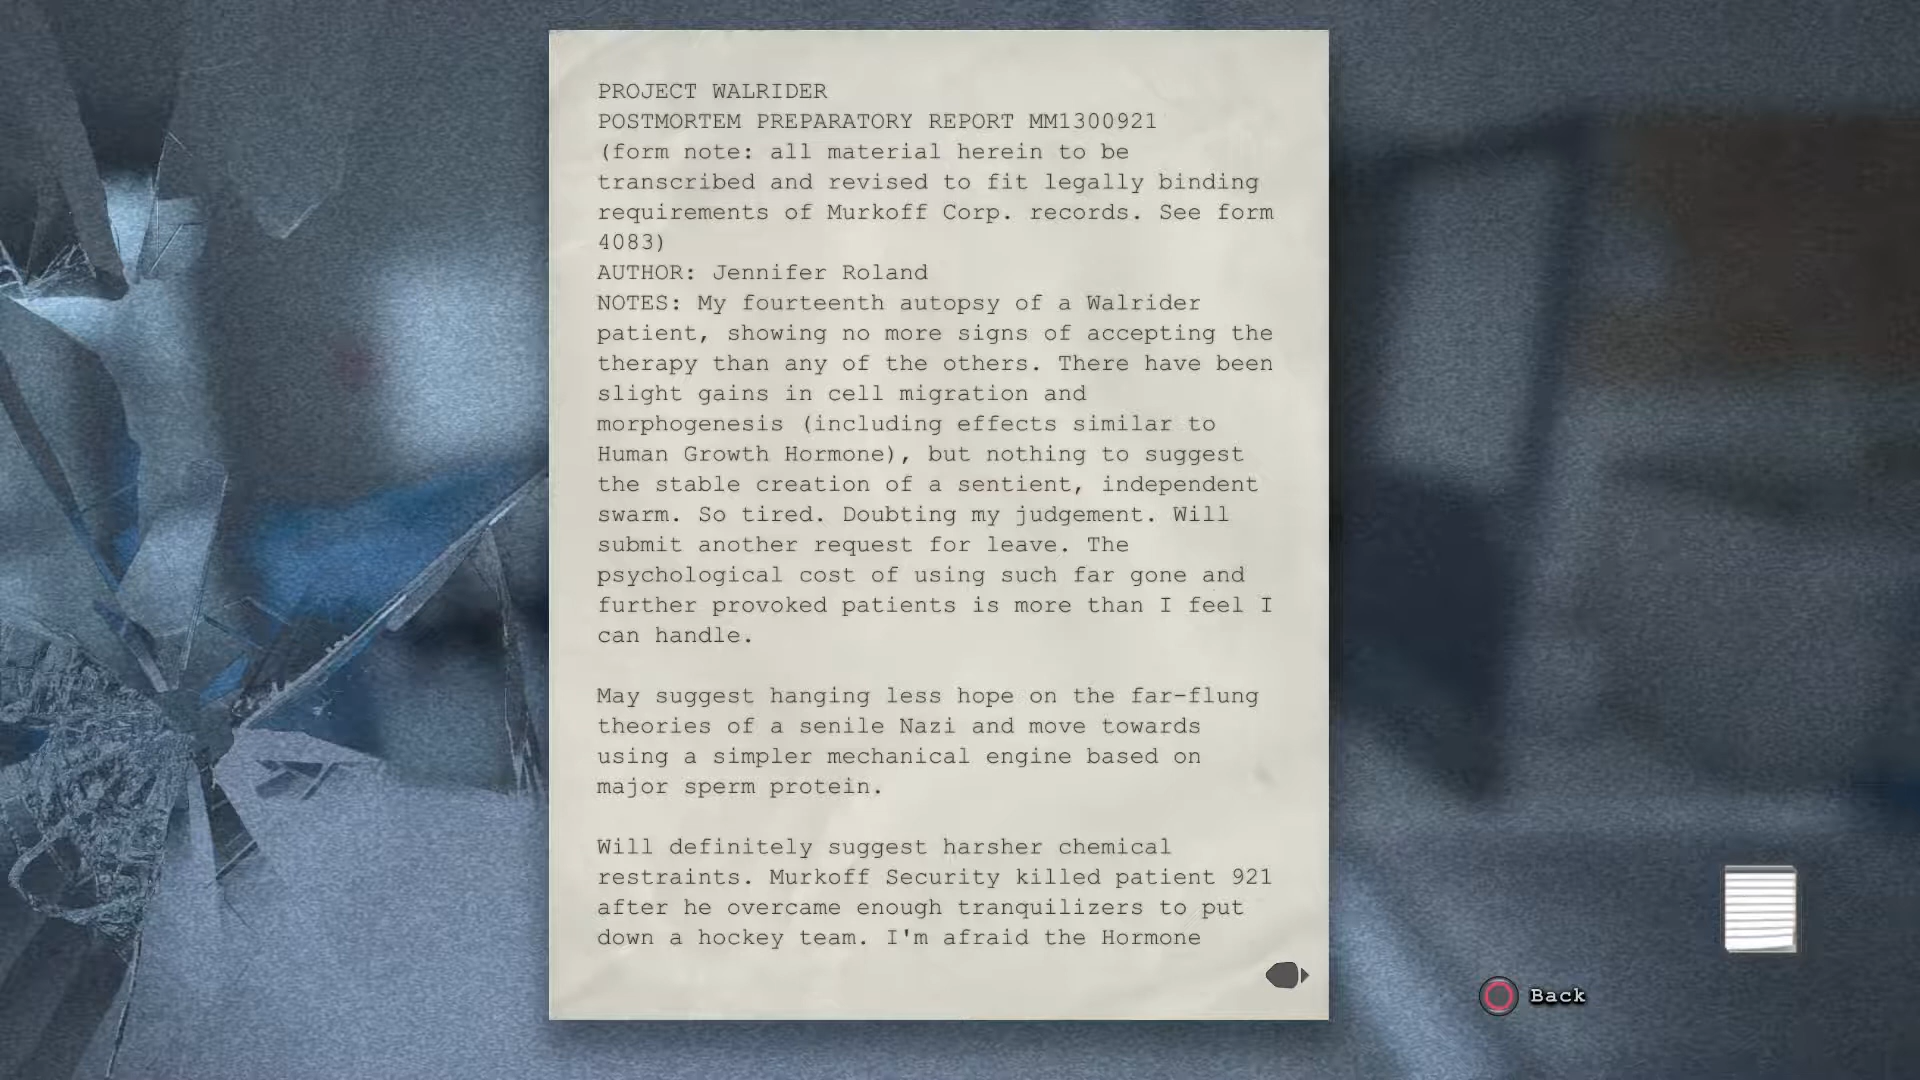 PROJECT WALRIDER
POSTMORTEM PREPARATORY REPORT MM1300921
(form note: all material herein to be
transcribed and revised to fit legally binding
requirements of Murkoff Corp. records. See form
4083)
AUTHOR: Jennifer Roland
NOTES: My fourteenth autopsy of a Walrider
patient, showing no more signs of accepting the
therapy than any of the others. There have been
slight gains in cell migration and
morphogenesis (including effects similar to
Human Growth Hormone), but nothing to suggest
the stable creation of a sentient, independent
swarm. So tired. Doubting my judgement. Will
submit another request for leave. The
psychological cost of using such far gone and
further provoked patients is more than I feel I
can handle.

May suggest hanging less hope on the far-flung
theories of a senile Nazi and move towards
using a simpler mechanical engine based on
major sperm protein.

Will definitely suggest harsher chemical
restraints. Murkoff Security killed patient 921
after he overcame enough tranquilizers to put
down a hockey team. I'm afraid the Hormone
Back